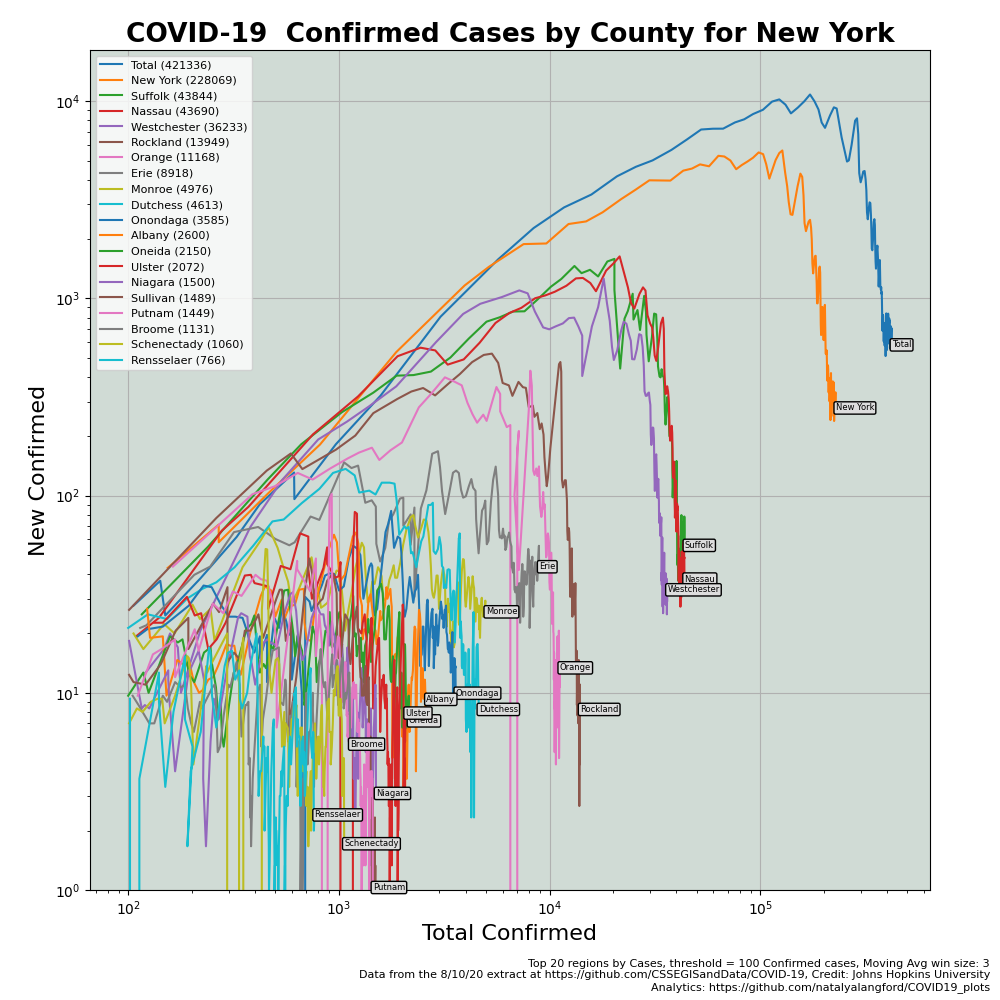 COVID-19  Confirmed Cases by County for New York
Total (421336)
New York (228069)
Suffolk (43844)
Nassau (43690)
Westchester (36233)
Rockland (13949)
Orange (11168)
Erie (8918)
Monroe (4976)
Dutchess (4613)
Onondaga (3585)
Albany (2600)
Oneida (2150)
Ulster (2072)
Niagara (1500)
Sullivan (1489)
Putnam (1449)
Broome (1131)
Schenectady (1060)
Rensselaer (766)
10⁴
10³
10²
10¹
10⁰
New Confirmed
Total
New York
Suffolk
Erie
Nassau
Westchester
Monroe
Orange
Albany
Onondaga
Dutchess
Rockland
Ulster
Oneida
Broome
Niagara
Rensselaer
Schenectady
Putnam
10² 10³ 10⁴ 10⁵
Total Confirmed
Top 20 regions by Cases, threshold = 100 Confirmed cases, Moving Avg win size: 3
Data from the 8/10/20 extract at https://github.com/CSSEGISandData/COVID-19, Credit: Johns Hopkins University
Analytics: https://github.com/natalyalangford/COVID19_plots